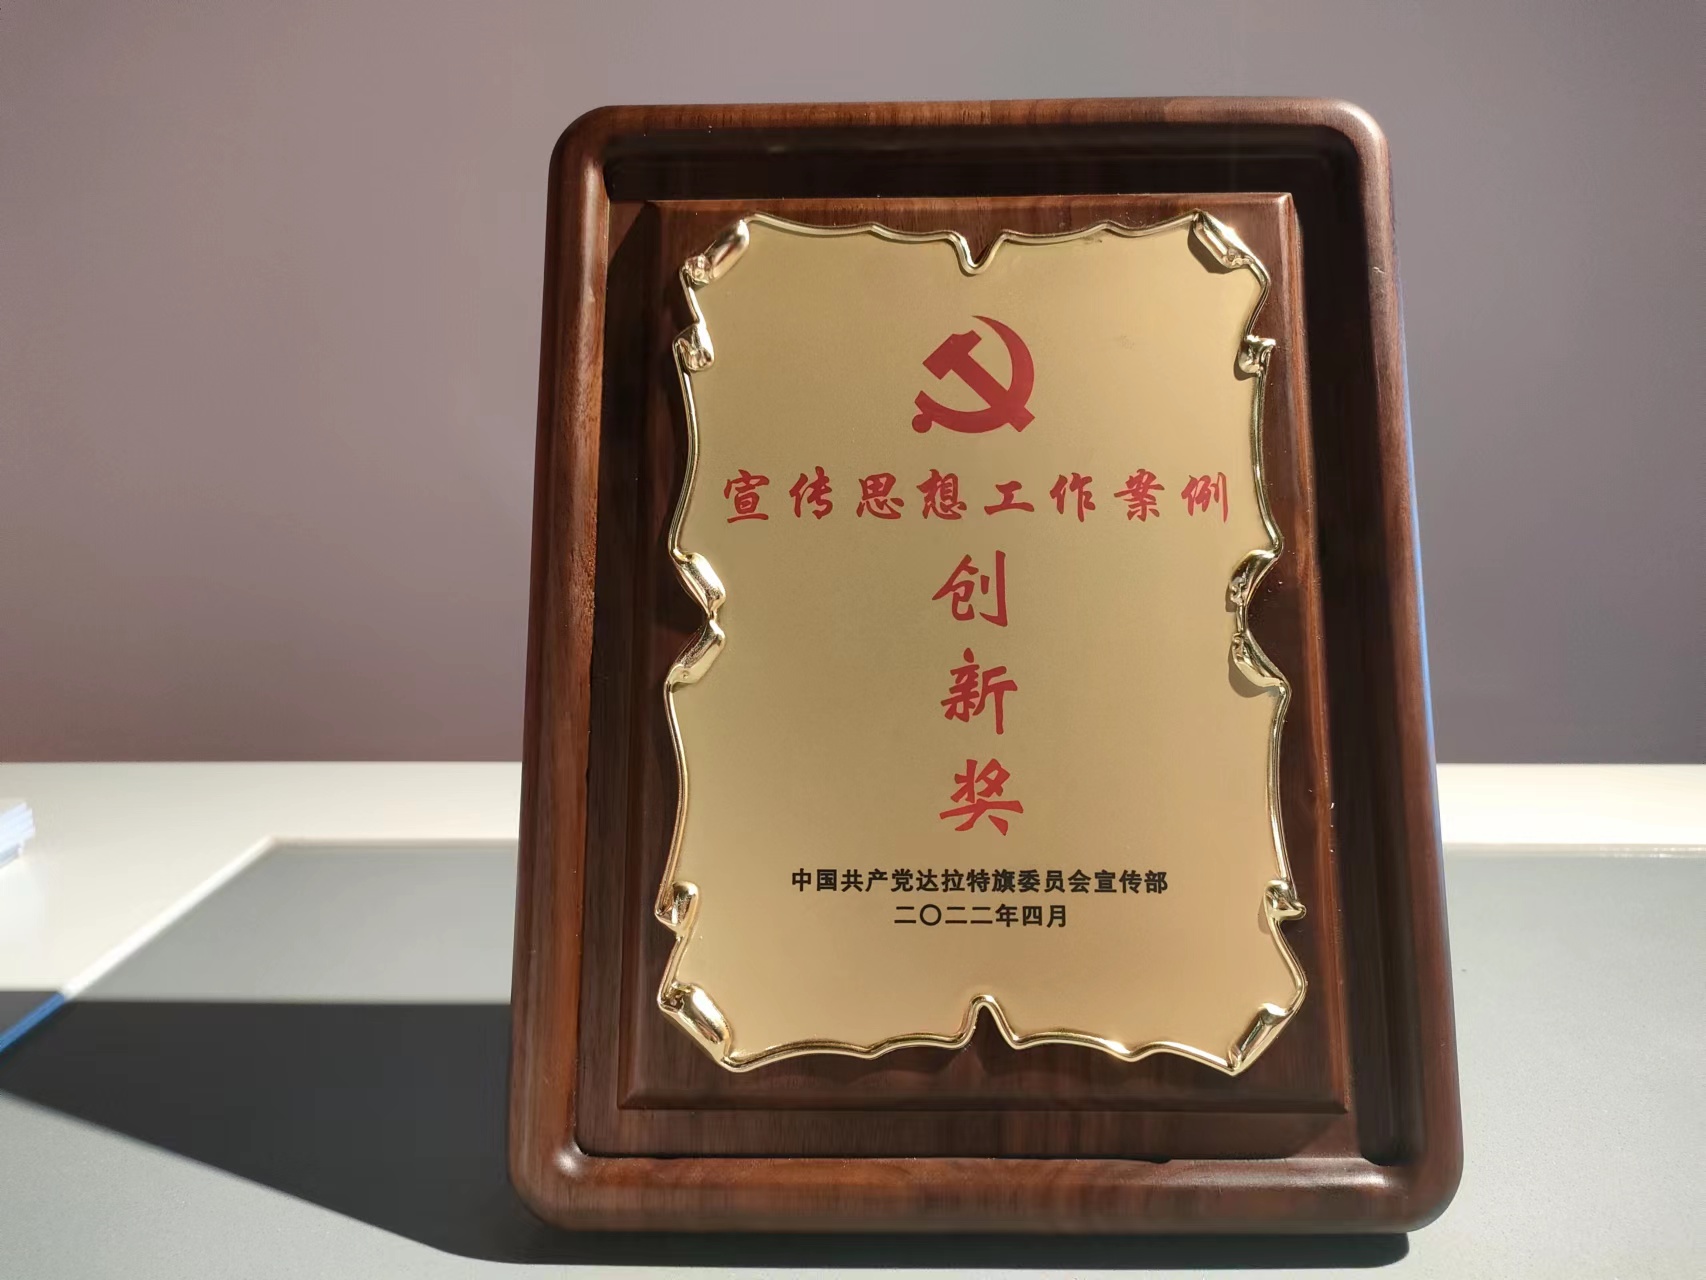 宣传思想工作案例
创
新
奖
中国共产党达拉特旗委员会宣传部
二〇二二年四月